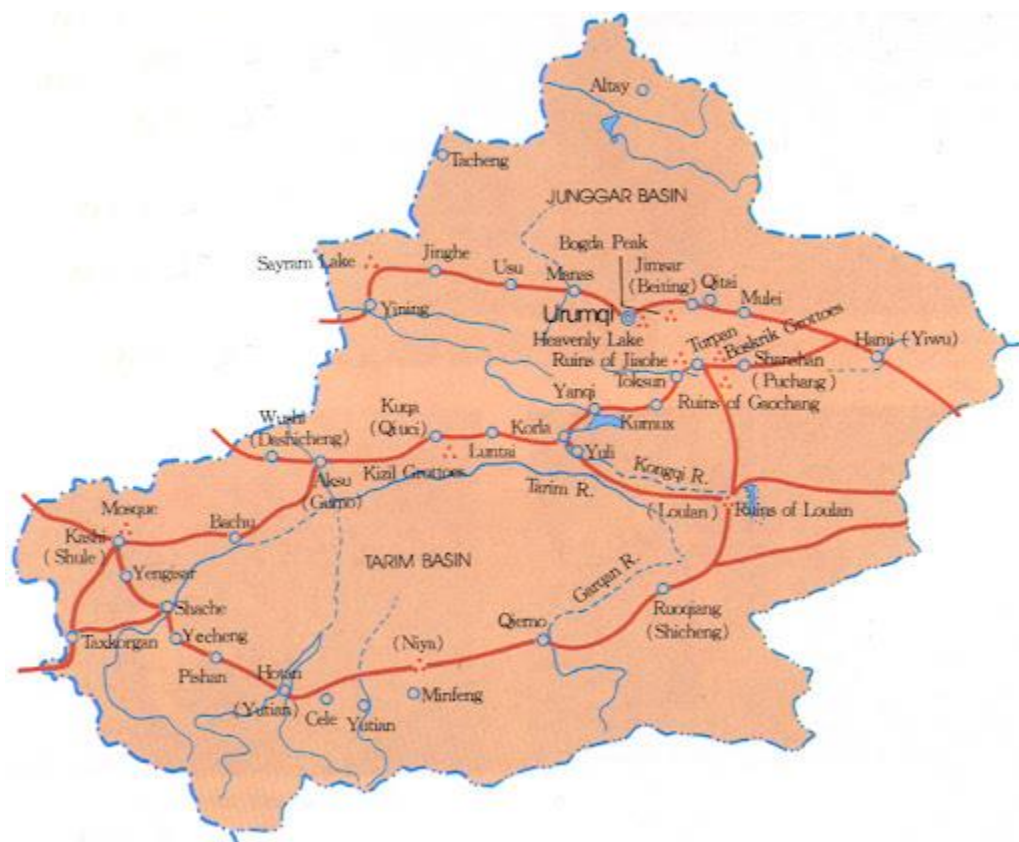 Altay
Tacheng
JUNGGAR BASIN
Bogda Peak
Sayram Lake
Jinghe
Usu
Manas
Jimsar
(Beiting)
Qitai
Mulei
Yining
Urumqi
Heavenly Lake
Turpan
Boskrik Grottoes
Hami (Yiwu)
Ruins of Jiaohe
Shanshan
(Puchang)
Toksun
Ruins of Gaochang
Yanqi
Kumux
Kuqa
(Qiuci)
Korla
Wushi
(Dashicheng)
Luntai
Yuli
Aksu
(Gumo)
Kizil Grottoes
Kongqi R.
Tarim R.
(Loulan)
Ruins of Loulan
Mosque
Bachu
Kashi
(Shule)
TARIM BASIN
Yengisar
Garqan R.
Shache
Ruoqiang
(Shicheng)
Taxkorgan
Yecheng
(Niya)
Qiemo
Pishan
Hotan
(Yutian)
Cele
Yutian
Minfeng